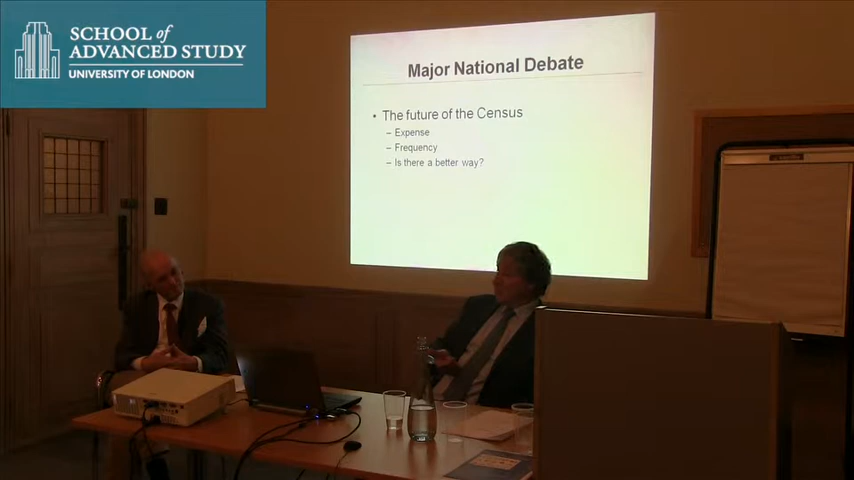 SCHOOL of
ADVANCED STUDY
UNIVERSITY OF LONDON
Major National Debate
• The future of the Census
– Expense
– Frequency
– Is there a better way?